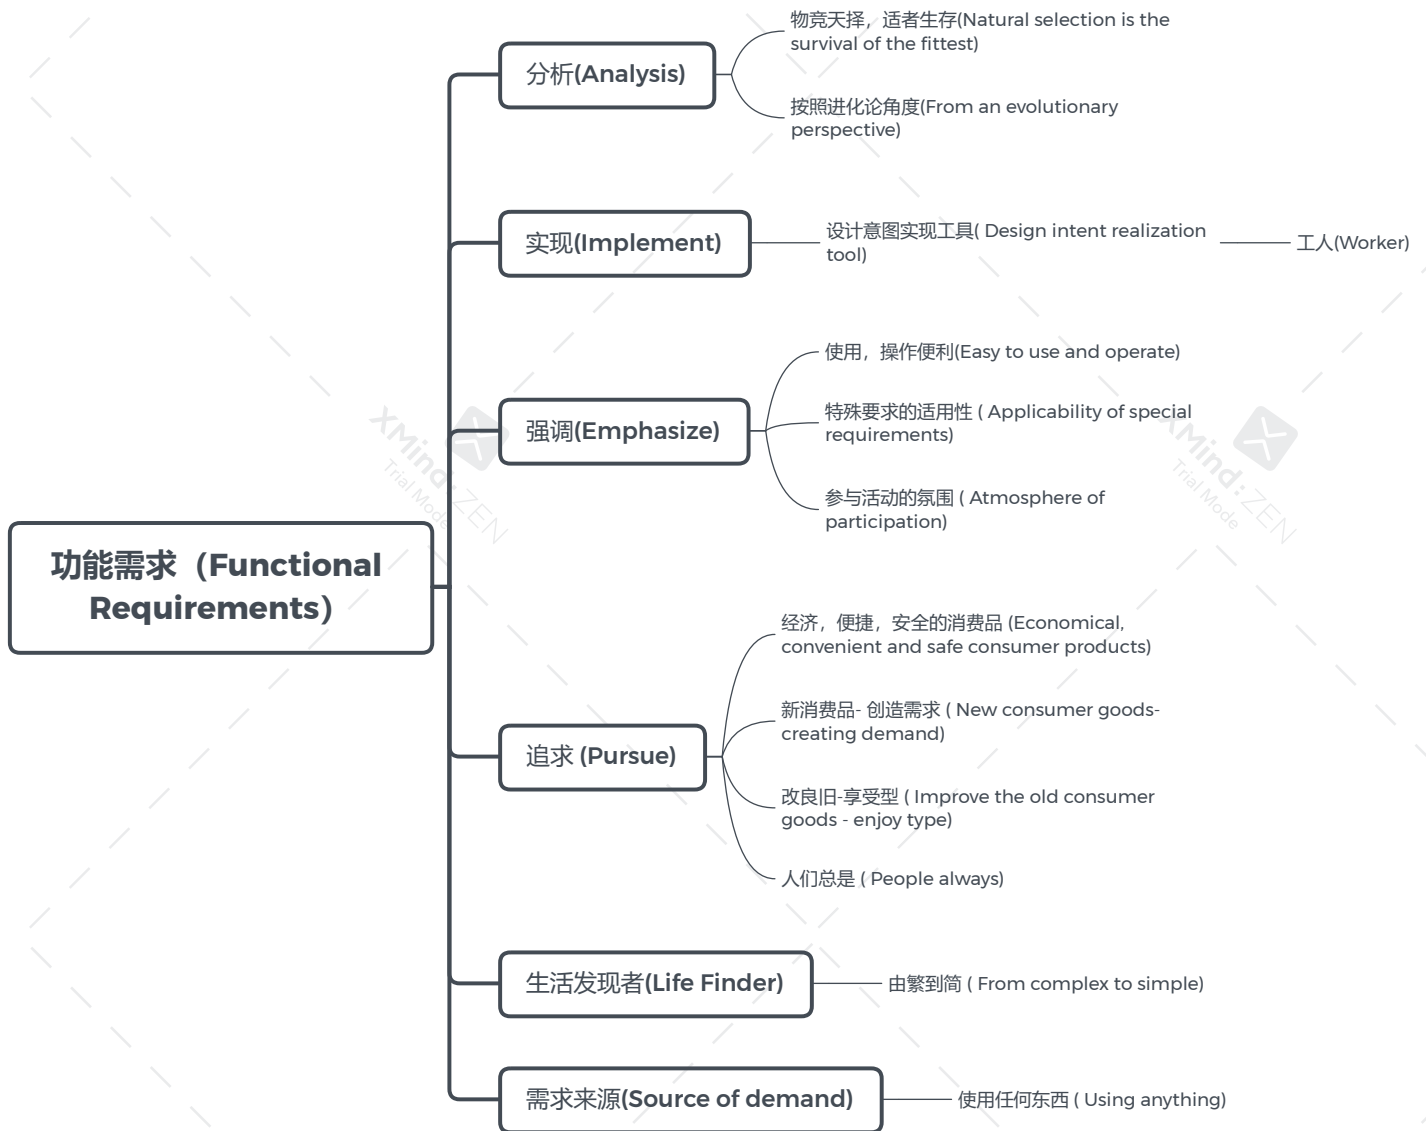 物竞天择，适者生存(Natural selection is the
survival of the fittest)
分析(Analysis)
按照进化论角度(From an evolutionary
perspective)
实现(Implement)
设计意图实现工具( Design intent realization
tool)
工人(Worker)
使用，操作便利(Easy to use and operate)
强调(Emphasize)
特殊要求的适用性 ( Applicability of special
requirements)
参与活动的氛围 ( Atmosphere of
participation)
功能需求（Functional
Requirements）
经济，便捷，安全的消费品 (Economical,
convenient and safe consumer products)
新消费品- 创造需求 ( New consumer goods-
creating demand)
追求 (Pursue)
改良旧-享受型 ( Improve the old consumer
goods - enjoy type)
人们总是 ( People always)
生活发现者(Life Finder)
由繁到简 ( From complex to simple)
需求来源(Source of demand)
使用任何东西 ( Using anything)
XMind:ZEN
Trial Mode
XMind:ZEN
Trial Mode